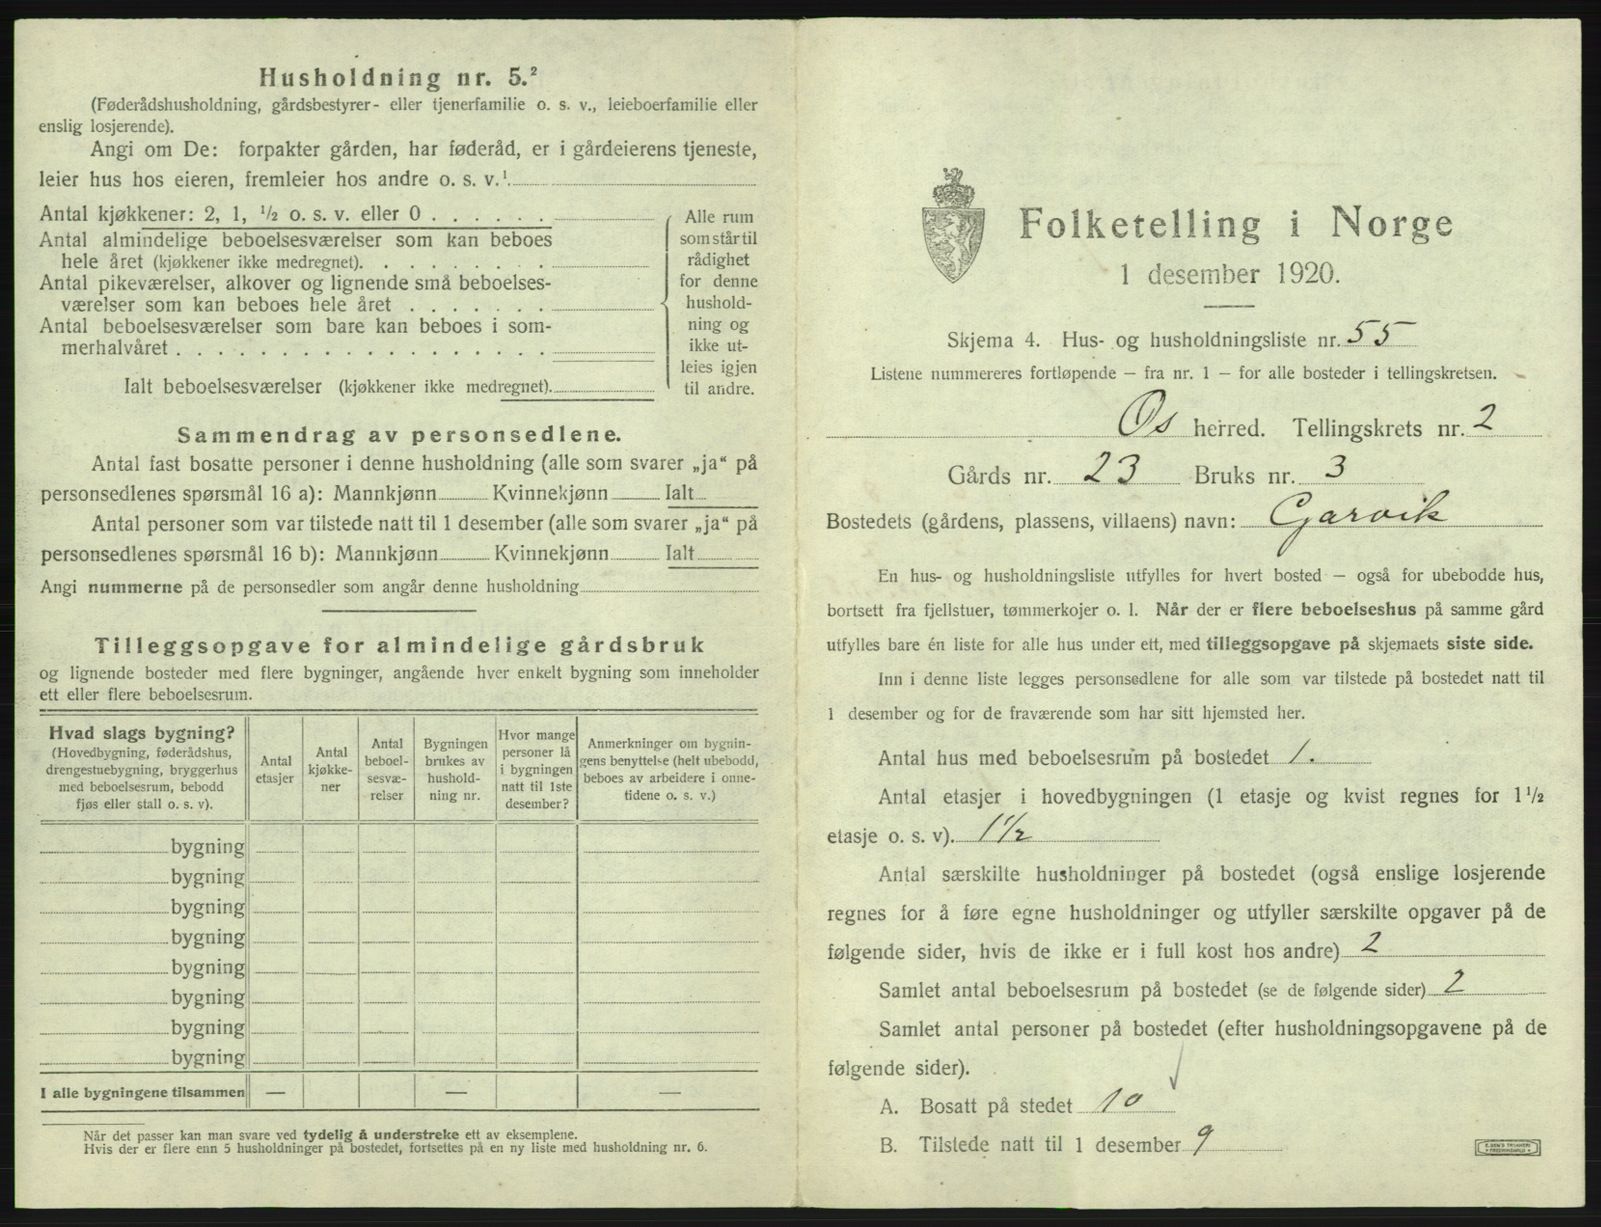 Husholdning nr. 5.²
(Føderådshusholdning, gårdsbestyrer- eller tjenerfamilie o. s. v., leieboerfamilie eller
enslig losjerende).
Angi om De: forpakter gården, har føderåd, er i gårdeierens tjeneste,
leier hus hos eieren, fremleier hos andre o. s. v.¹
Antal kjøkkener: 2, 1, ½ o. s. v. eller 0 . . . . . .
Antal almindelige beboelsesværelser som kan beboes
hele året (kjøkkener ikke medregnet). . . . . . . . .
Antal pikeværelser, alkover og lignende små beboelses-
værelser som kan beboes hele året . . . . . . .
Antal beboelsesværelser som bare kan beboes i som-
merhalvåret . . . . . . . . . . . . . . . . .
Ialt beboelsesværelser (kjøkkener ikke medregnet).
Alle rum
som står til
rådighet
for denne
hushold-
ning og
ikke ut-
leies igjen
til andre.
Sammendrag av personsedlene.
Antal fast bosatte personer i denne husholdning (alle som svarer „ja“ på
personsedlenes spørsmål 16 a): Mannkjønn Kvinnekjønn Ialt
Antal personer som var tilstede natt til 1 desember (alle som svarer „ja“ på
personsedlenes spørsmål 16 b): Mannkjønn Kvinnekjønn Ialt
Angi nummerne på de personsedler som angår denne husholdning
Tilleggsopgave for almindelige gårdsbruk
og lignende bosteder med flere bygninger, angående hver enkelt bygning som inneholder
ett eller flere beboelsesrum.
Hvad slags bygning?
(Hovedbygning, føderådshus,
drengestuebygning, bryggerhus
med beboelsesrum, bebodd
fjøs eller stall o. s. v).
Antal
etasjer
Antal
kjøkke-
ner
Antal
beboel-
sesvæ-
relser
Bygningen
brukes av
hushold-
ning nr.
Hvor mange
personer lå
i bygningen
natt til 1ste
desember?
Anmerkninger om bygnin-
gens benyttelse (helt ubebodd,
beboes av arbeidere i onne-
tidene o. s. v.)
bygning
bygning
bygning
bygning
bygning
bygning
bygning
bygning
I alle bygningene tilsammen — — —
Når det passer kan man svare ved tydelig å understreke ett av eksemplene.
Hvis der er flere enn 5 husholdninger på bostedet, fortsettes på en ny liste med husholdning nr. 6.
Folketelling i Norge
1 desember 1920.
Skjema 4. Hus- og husholdningsliste nr. 55
Listene nummereres fortløpende – fra nr. 1 – for alle bosteder i tellingskretsen.
Os herred. Tellingskrets nr. 2
Gårds nr. 23 Bruks nr. 3
Bostedets (gårdens, plassens, villaens) navn: Garvik
En hus- og husholdningsliste utfylles for hvert bosted – også for ubebodde hus,
bortsett fra fjellstuer, tømmerkojer o. l. Når der er flere beboelseshus på samme gård
utfylles bare én liste for alle hus under ett, med tilleggsopgave på skjemaets siste side.
Inn i denne liste legges personsedlene for alle som var tilstede på bostedet natt til
1 desember og for de fraværende som har sitt hjemsted her.
Antal hus med beboelsesrum på bostedet 1.
Antal etasjer i hovedbygningen (1 etasje og kvist regnes for 1½
etasje o. s. v). 1½
Antal særskilte husholdninger på bostedet (også enslige losjerende
regnes for å føre egne husholdninger og utfyller særskilte opgaver på de
følgende sider, hvis de ikke er i full kost hos andre) 2
Samlet antal beboelsesrum på bostedet (se de følgende sider) 2
Samlet antal personer på bostedet (efter husholdningsopgavene på de
følgende sider).
A. Bosatt på stedet 10
B. Tilstede natt til 1 desember 9